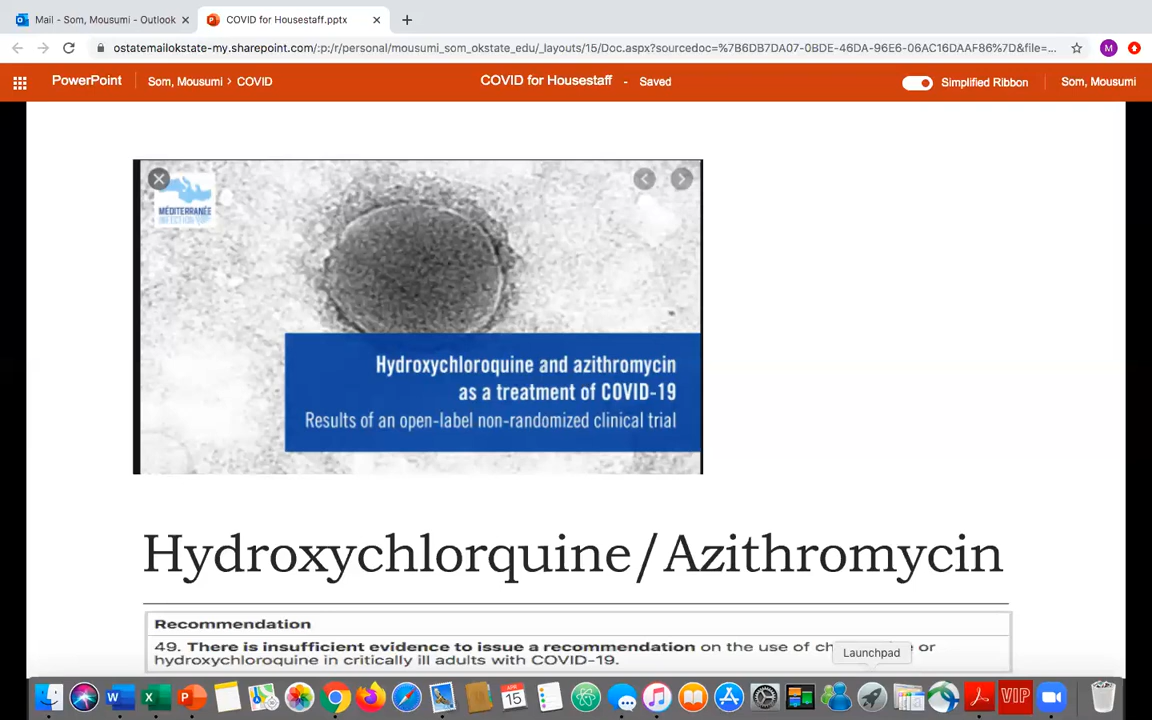 Mail - Som, Mousumi - Outlook
COVID for Housestaff.pptx
ostatemailokstate-my.sharepoint.com/:p:/r/personal/mousumi_som_okstate_edu/_layouts/15/Doc.aspx?sourcedoc=%7B6DB7DA07-0BDE-46DA-96E6-06AC16DAAF86%7D&file=...
M
PowerPoint
Som, Mousumi > COVID
COVID for Housestaff - Saved
Simplified Ribbon
Som, Mousumi
MÉDITERRANÉE
INFECTION
Hydroxychloroquine and azithromycin
as a treatment of COVID-19
Results of an open-label non-randomized clinical trial
Hydroxychlorquine/Azithromycin
Recommendation
49. There is insufficient evidence to issue a recommendation on the use of or
hydroxychloroquine in critically ill adults with COVID-19.
Launchpad
APR
15
VIP